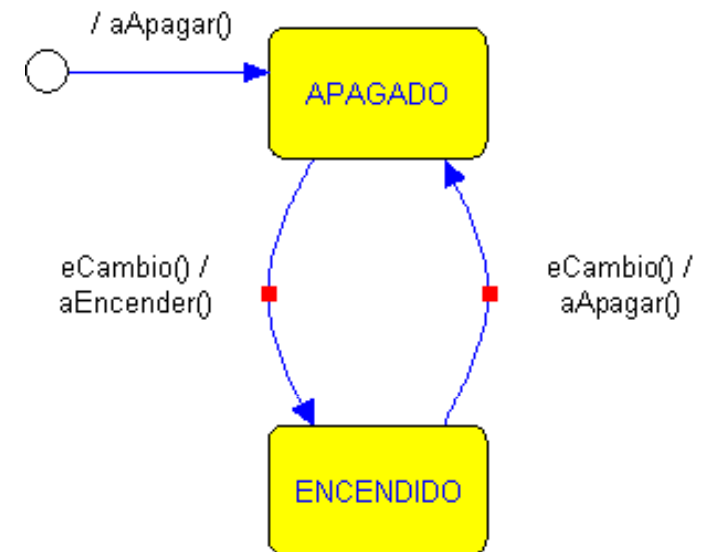 / aApagar()
APAGADO
eCambio() /
aEncender()
eCambio() /
aApagar()
ENCENDIDO